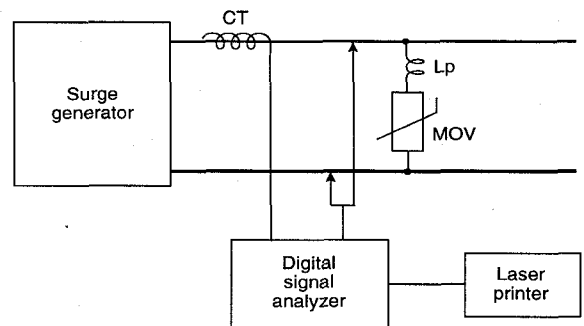 CT
Surge
generator
Lp
MOV
Digital
signal
analyzer
Laser
printer